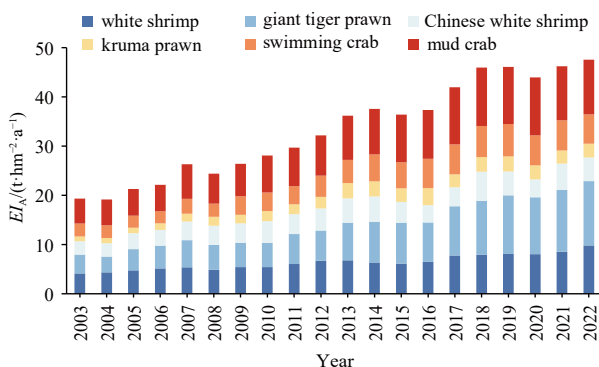 white shrimp giant tiger prawn Chinese white shrimp
kruma prawn swimming crab mud crab
50
40
30
20
10
0
EI_A/(t·hm⁻²·a⁻¹)
2003 2004 2005 2006 2007 2008 2009 2010 2011 2012 2013 2014 2015 2016 2017 2018 2019 2020 2021 2022
Year